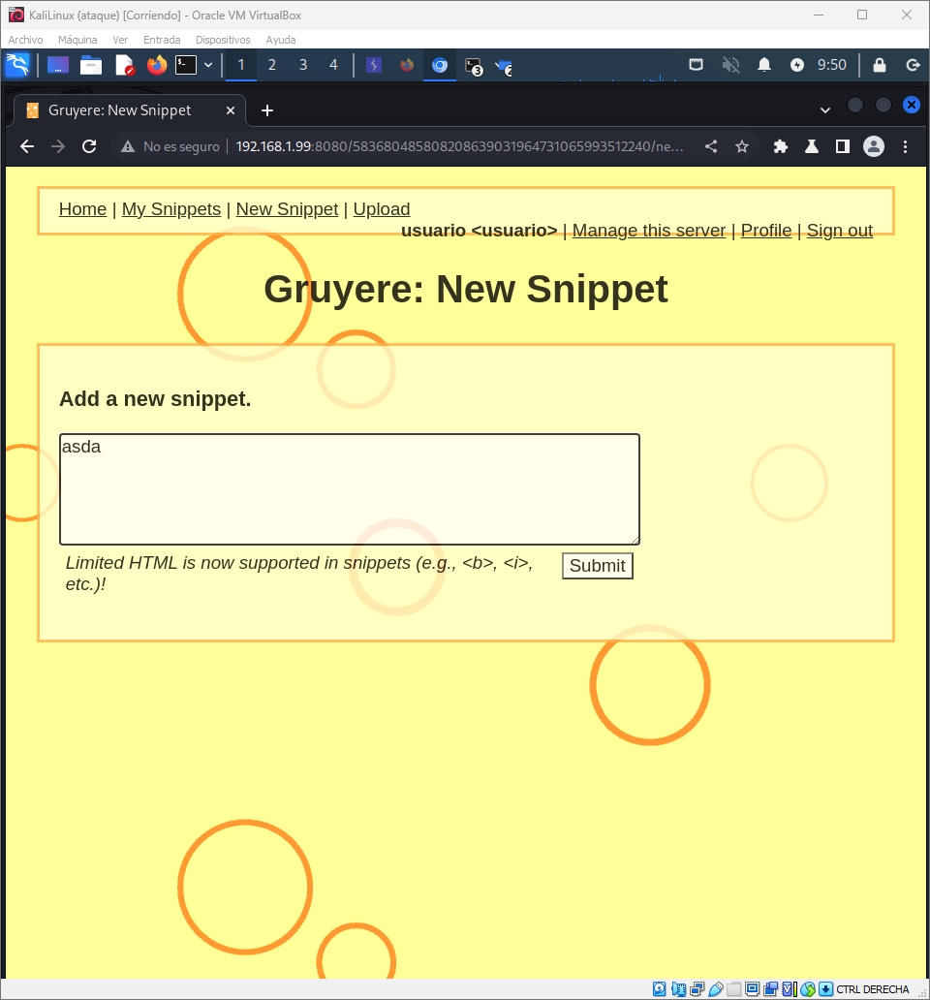 KaliLinux (ataque) [Corriendo] - Oracle VM VirtualBox
Archivo Máquina Ver Entrada Dispositivos Ayuda
1 2 3 4 3 2 9:50
Gruyere: New Snippet
No es seguro 192.168.1.99:8080/583680485808208639031964731065993512240/ne…
Home | My Snippets | New Snippet | Upload
usuario <usuario> | Manage this server | Profile | Sign out
Gruyere: New Snippet
Add a new snippet.
asda
Limited HTML is now supported in snippets (e.g., <b>, <i>,
etc.)!
Submit
CTRL DERECHA